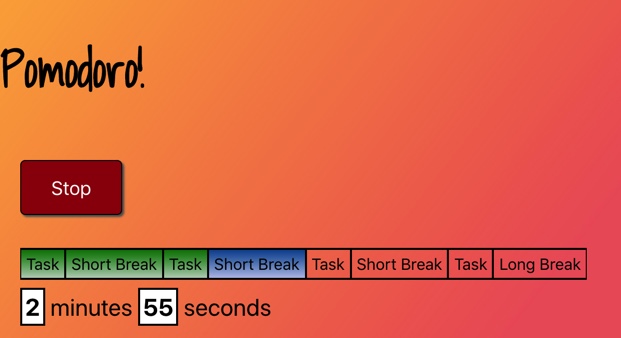 Pomodoro!
Stop
Task Short Break Task Short Break Task Short Break Task Long Break
2 minutes 55 seconds